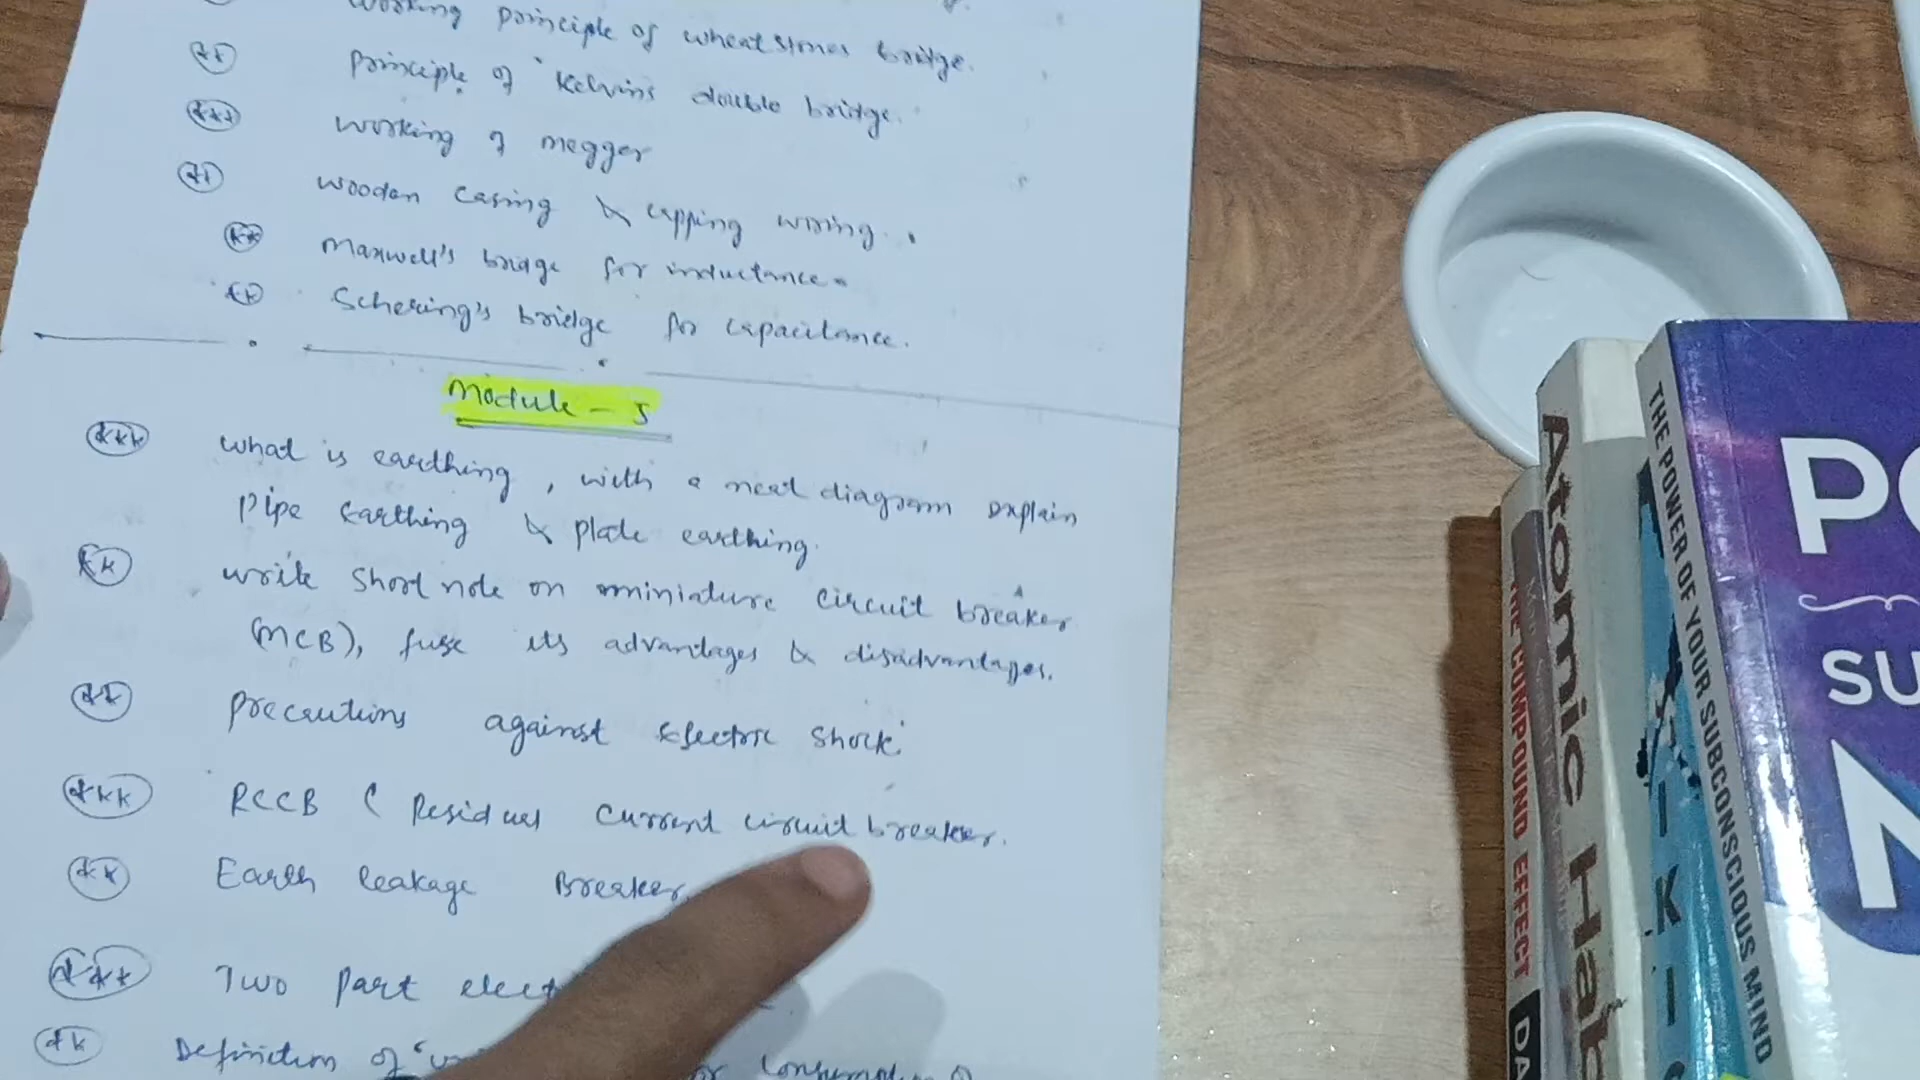 working principle of wheatstones bridge.
** principle of Kelvins double bridge.
*** working of megger
** wooden casing & capping wiring.
** Maxwell's bridge for inductance.
** Schering's bridge for capacitance.
Module - 5
*** what is earthing, with a neat diagram explain
pipe earthing & plate earthing.
** write short note on miniature circuit breaker
(MCB), fuse its advantages & disadvantages.
** precautions against Electric shock.
*** RCCB ( Residual current circuit breaker.
** Earth leakage Breaker
*** Two part elect
** Definition of
Atomic Hab
THE COMPOUND EFFECT
DA
IKI
THE POWER OF YOUR SUBCONSCIOUS MIND
PO
SU